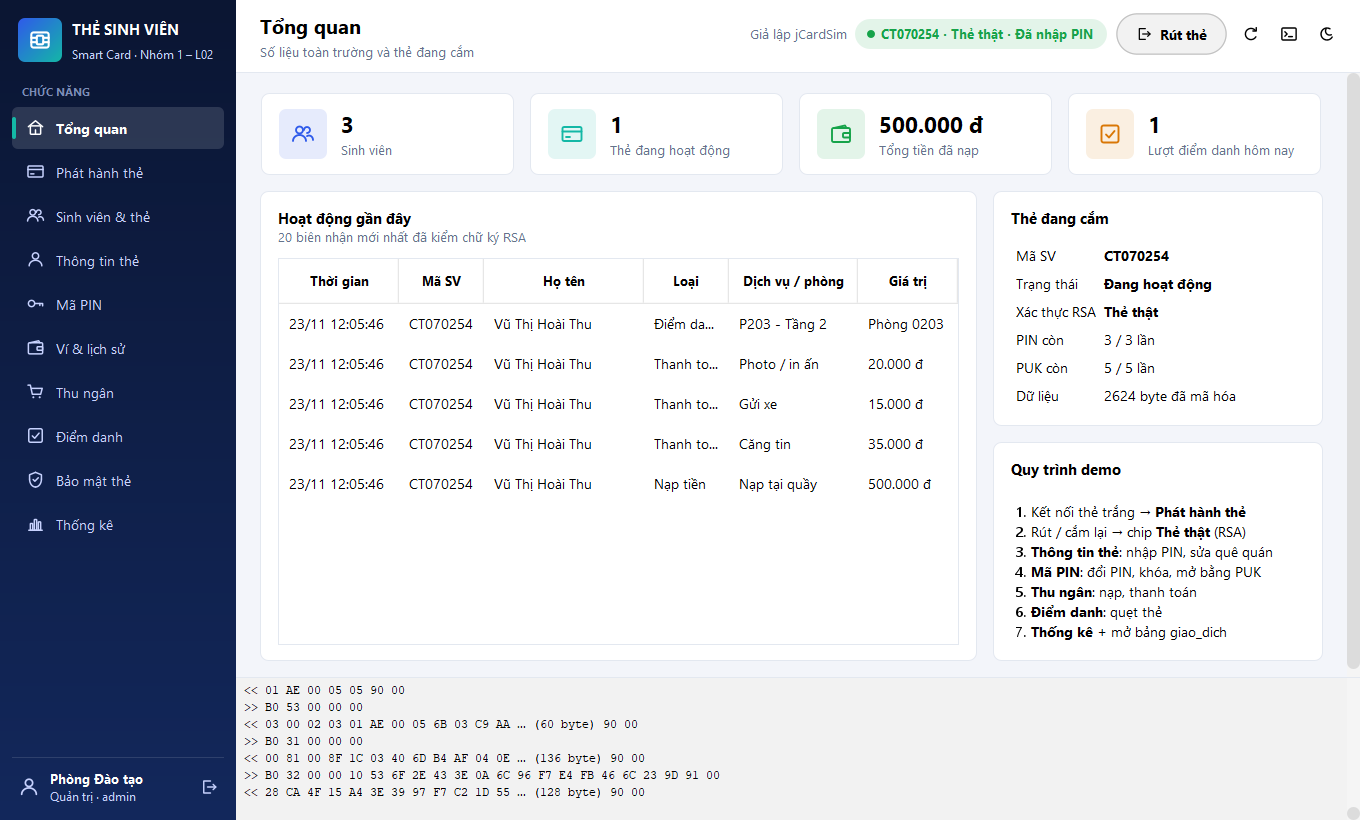 THẺ SINH VIÊN
Smart Card · Nhóm 1 – L02
CHỨC NĂNG
Tổng quan
Phát hành thẻ
Sinh viên & thẻ
Thông tin thẻ
Mã PIN
Ví & lịch sử
Thu ngân
Điểm danh
Bảo mật thẻ
Thống kê
Phòng Đào tạo
Quản trị · admin
Tổng quan
Số liệu toàn trường và thẻ đang cắm
Giả lập jCardSim
CT070254 · Thẻ thật · Đã nhập PIN
Rút thẻ
3
Sinh viên
1
Thẻ đang hoạt động
500.000 đ
Tổng tiền đã nạp
1
Lượt điểm danh hôm nay
Hoạt động gần đây
20 biên nhận mới nhất đã kiểm chữ ký RSA
Thời gian Mã SV Họ tên Loại Dịch vụ / phòng Giá trị
23/11 12:05:46 CT070254 Vũ Thị Hoài Thu Điểm da... P203 - Tầng 2 Phòng 0203
23/11 12:05:46 CT070254 Vũ Thị Hoài Thu Thanh to... Photo / in ấn 20.000 đ
23/11 12:05:46 CT070254 Vũ Thị Hoài Thu Thanh to... Gửi xe 15.000 đ
23/11 12:05:46 CT070254 Vũ Thị Hoài Thu Thanh to... Căng tin 35.000 đ
23/11 12:05:46 CT070254 Vũ Thị Hoài Thu Nạp tiền Nạp tại quầy 500.000 đ
Thẻ đang cắm
Mã SV CT070254
Trạng thái Đang hoạt động
Xác thực RSA Thẻ thật
PIN còn 3 / 3 lần
PUK còn 5 / 5 lần
Dữ liệu 2624 byte đã mã hóa
Quy trình demo
1. Kết nối thẻ trắng → Phát hành thẻ
2. Rút / cắm lại → chip Thẻ thật (RSA)
3. Thông tin thẻ: nhập PIN, sửa quê quán
4. Mã PIN: đổi PIN, khóa, mở bằng PUK
5. Thu ngân: nạp, thanh toán
6. Điểm danh: quẹt thẻ
7. Thống kê + mở bảng giao_dich
<< 01 AE 00 05 05 90 00
>> B0 53 00 00 00
<< 03 00 02 03 01 AE 00 05 6B 03 C9 AA … (60 byte) 90 00
>> B0 31 00 00 00
<< 00 81 00 8F 1C 03 40 6D B4 AF 04 0E … (136 byte) 90 00
>> B0 32 00 00 10 53 6F 2E 43 3E 0A 6C 96 F7 E4 FB 46 6C 23 9D 91 00
<< 28 CA 4F 15 A4 3E 39 97 F7 C2 1D 55 … (128 byte) 90 00